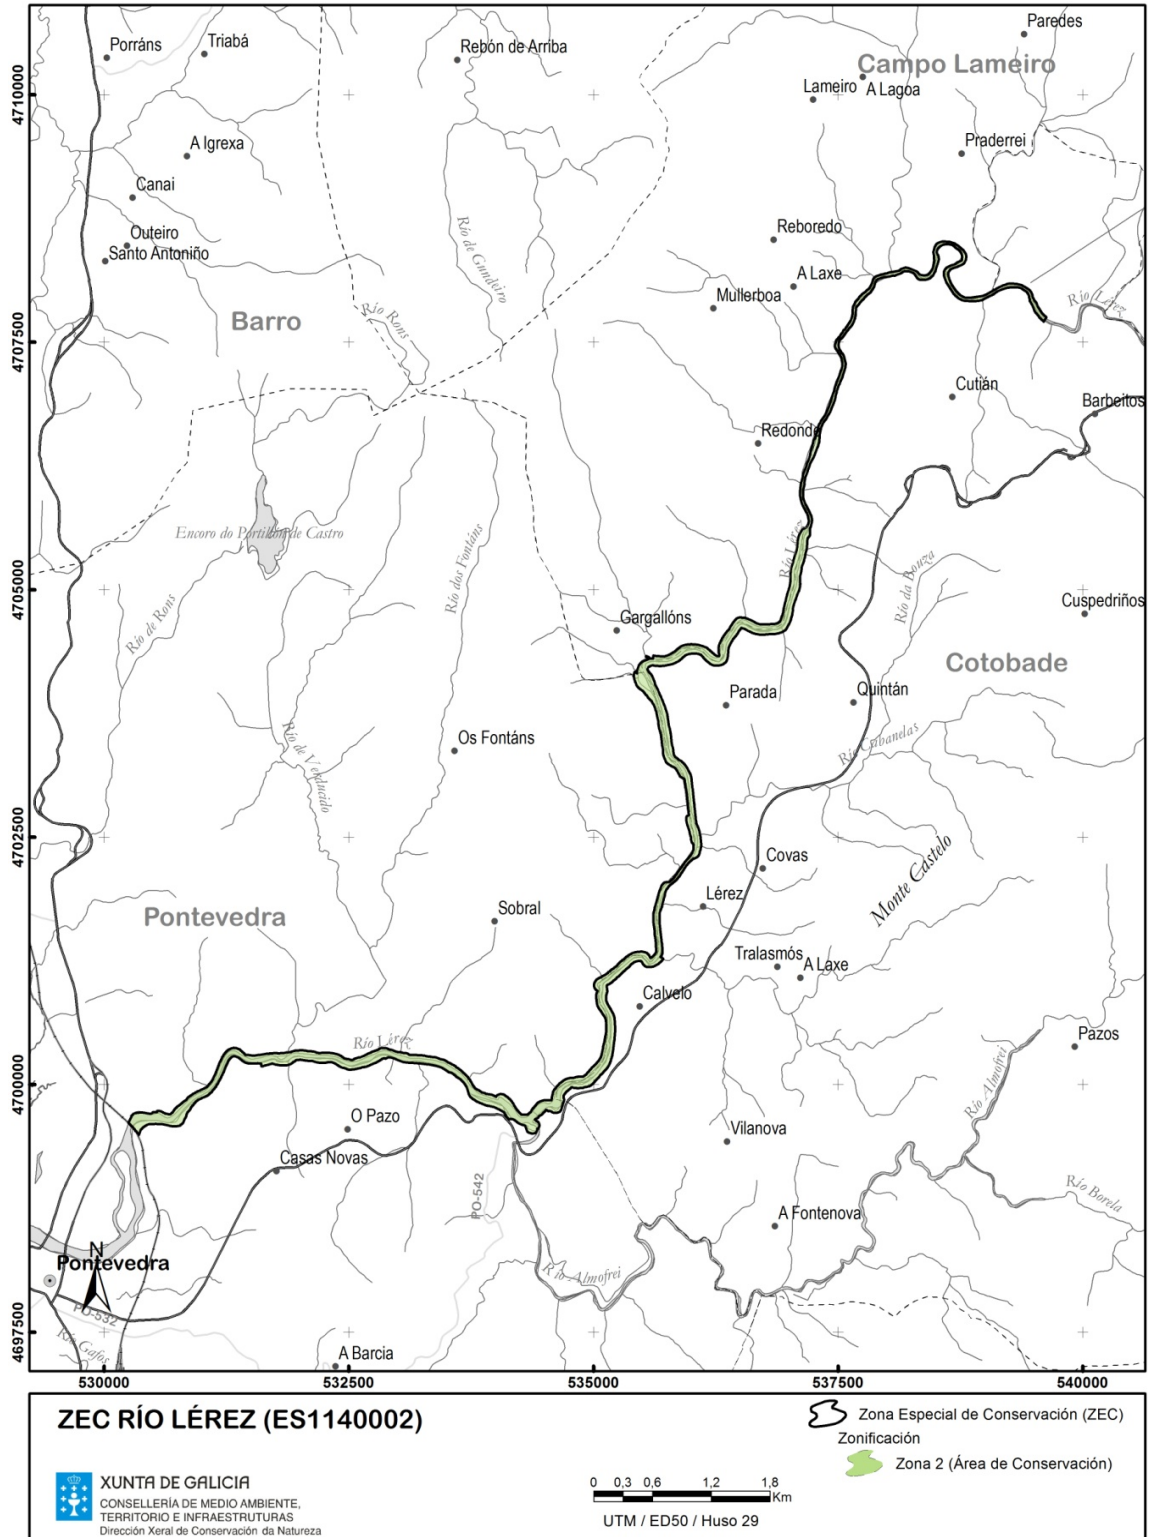 Paredes
Porráns
Triabá
Rebón de Arriba
Campo Lameiro
Lameiro
A Lagoa
4710000
A Igrexa
Praderrei
Canai
Outeiro
Santo Antoniño
Reboredo
Río de Gundeiro
A Laxe
Mullerboa
Río Lérez
Barro
Río Rons
4707500
Cutián
Barbeitos
Redonde
Encoro do Portillón de Castro
Río dos Fontáns
Río Lérez
4705000
Río da Bouza
Cuspedriños
Río de Rons
Gargallóns
Cotobade
Parada
Quintán
Río de Verducido
Os Fontáns
Río Cabanelas
4702500
Covas
Monte Castelo
Lérez
Pontevedra
Sobral
Tralasmós
A Laxe
Calvelo
Río Lérez
Pazos
4700000
Río Almofrei
O Pazo
Vilanova
Casas Novas
PO-542
Río Borela
A Fontenova
N
Pontevedra
Río Almofrei
PO-532
4697500
Río Gafos
A Barcia
530000 532500 535000 537500 540000
ZEC RÍO LÉREZ (ES1140002)
Zona Especial de Conservación (ZEC)
Zonificación
Zona 2 (Área de Conservación)
XUNTA DE GALICIA
CONSELLERÍA DE MEDIO AMBIENTE,
TERRITORIO E INFRAESTRUTURAS
Dirección Xeral de Conservación da Natureza
0 0,3 0,6 1,2 1,8
Km
UTM / ED50 / Huso 29